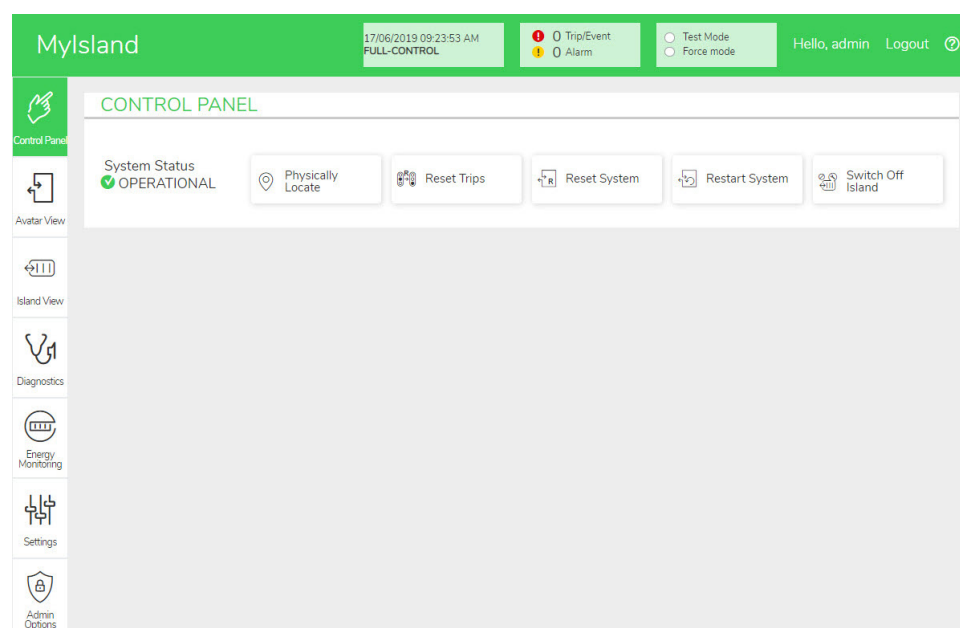 MyIsland
17/06/2019 09:23:53 AM
FULL-CONTROL
0 Trip/Event
0 Alarm
Test Mode
Force mode
Hello, admin Logout
CONTROL PANEL
Control Panel
System Status
OPERATIONAL
Physically
Locate
Reset Trips
R
Reset System
Restart System
Switch Off
Island
Avatar View
Island View
Diagnostics
Energy
Monitoring
Settings
Admin
Options